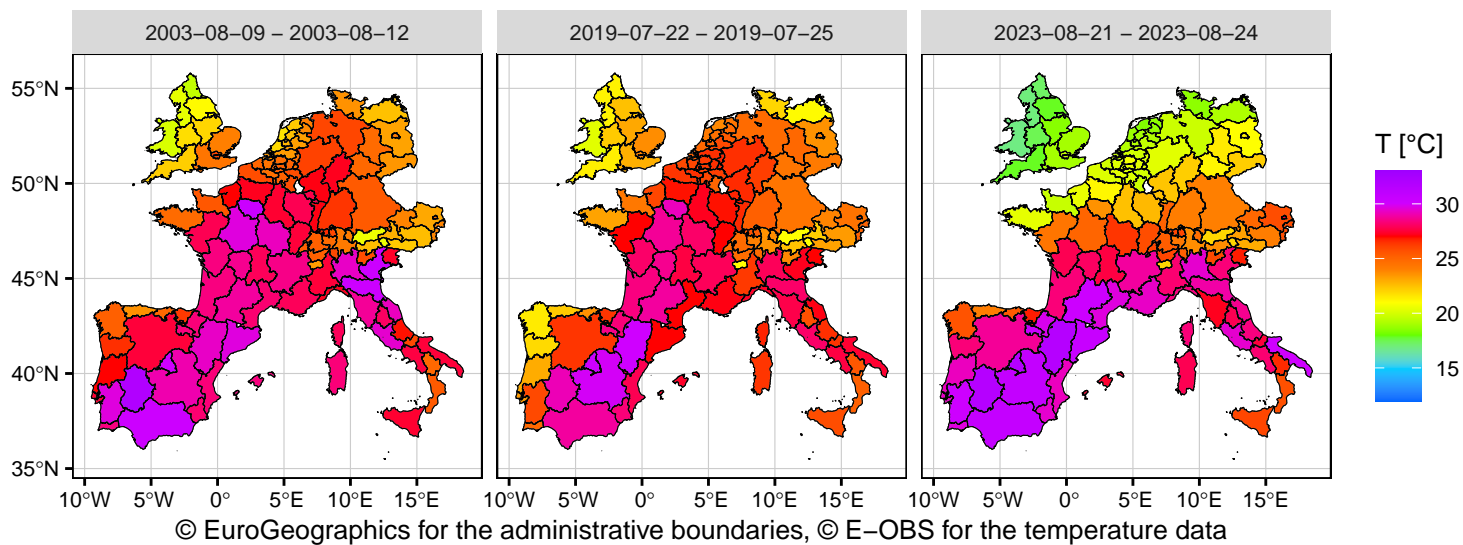 2003−08−09 − 2003−08−12
2019−07−22 − 2019−07−25
2023−08−21 − 2023−08−24
55°N
50°N
45°N
40°N
35°N
10°W 5°W 0° 5°E 10°E 15°E
10°W 5°W 0° 5°E 10°E 15°E
10°W 5°W 0° 5°E 10°E 15°E
T [°C]
30
25
20
15
© EuroGeographics for the administrative boundaries, © E−OBS for the temperature data